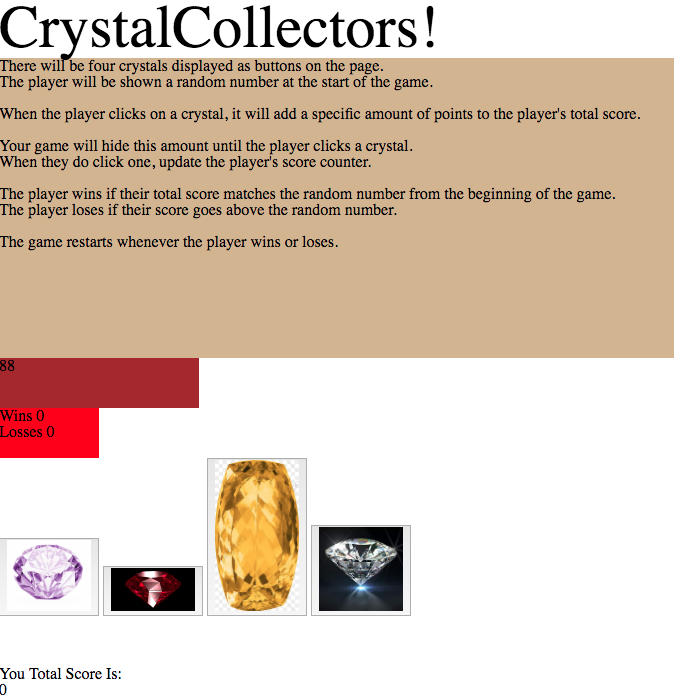 CrystalCollectors!
There will be four crystals displayed as buttons on the page.
The player will be shown a random number at the start of the game.
When the player clicks on a crystal, it will add a specific amount of points to the player's total score.
Your game will hide this amount until the player clicks a crystal.
When they do click one, update the player's score counter.
The player wins if their total score matches the random number from the beginning of the game.
The player loses if their score goes above the random number.
The game restarts whenever the player wins or loses.
88
Wins 0
Losses 0
You Total Score Is:
0